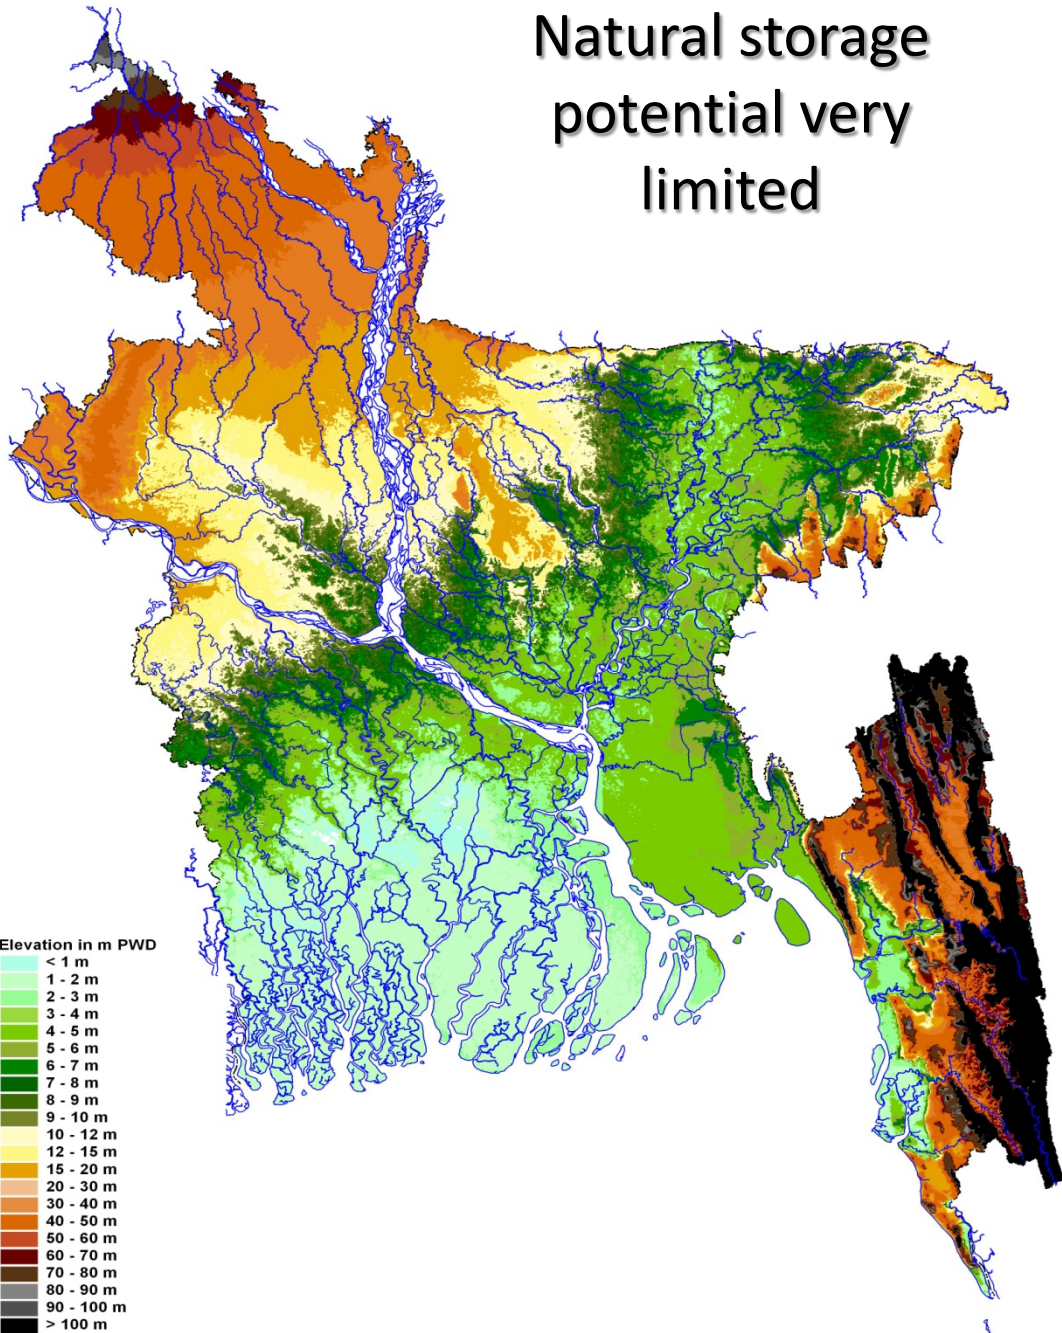 Natural storage
potential very
limited
Elevation in m PWD
< 1 m
1 - 2 m
2 - 3 m
3 - 4 m
4 - 5 m
5 - 6 m
6 - 7 m
7 - 8 m
8 - 9 m
9 - 10 m
10 - 12 m
12 - 15 m
15 - 20 m
20 - 30 m
30 - 40 m
40 - 50 m
50 - 60 m
60 - 70 m
70 - 80 m
80 - 90 m
90 - 100 m
> 100 m